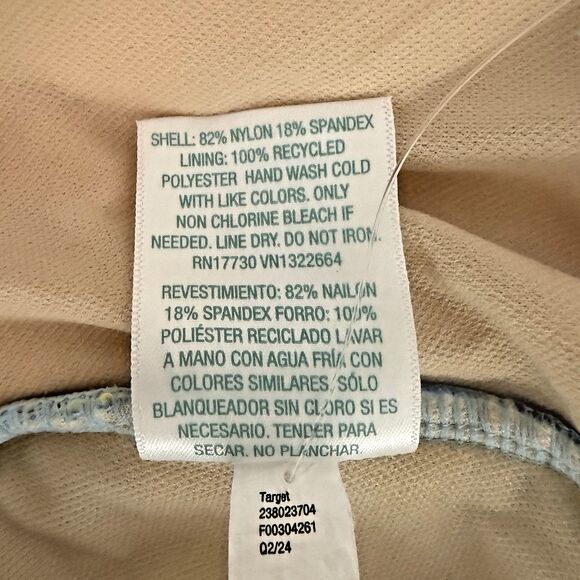 SHELL: 82% NYLON 18% SPANDEX
LINING: 100% RECYCLED
POLYESTER HAND WASH COLD
WITH LIKE COLORS. ONLY
NON CHLORINE BLEACH IF
NEEDED. LINE DRY. DO NOT IRON.
RN17730 VN1322664
REVESTIMIENTO: 82% NAILON
18% SPANDEX FORRO: 100%
POLIÉSTER RECICLADO LAVAR
A MANO CON AGUA FRÍA CON
COLORES SIMILARES. SÓLO
BLANQUEADOR SIN CLORO SI ES
NECESARIO. TENDER PARA
SECAR. NO PLANCHAR.
Target
238023704
F00304261
Q2/24